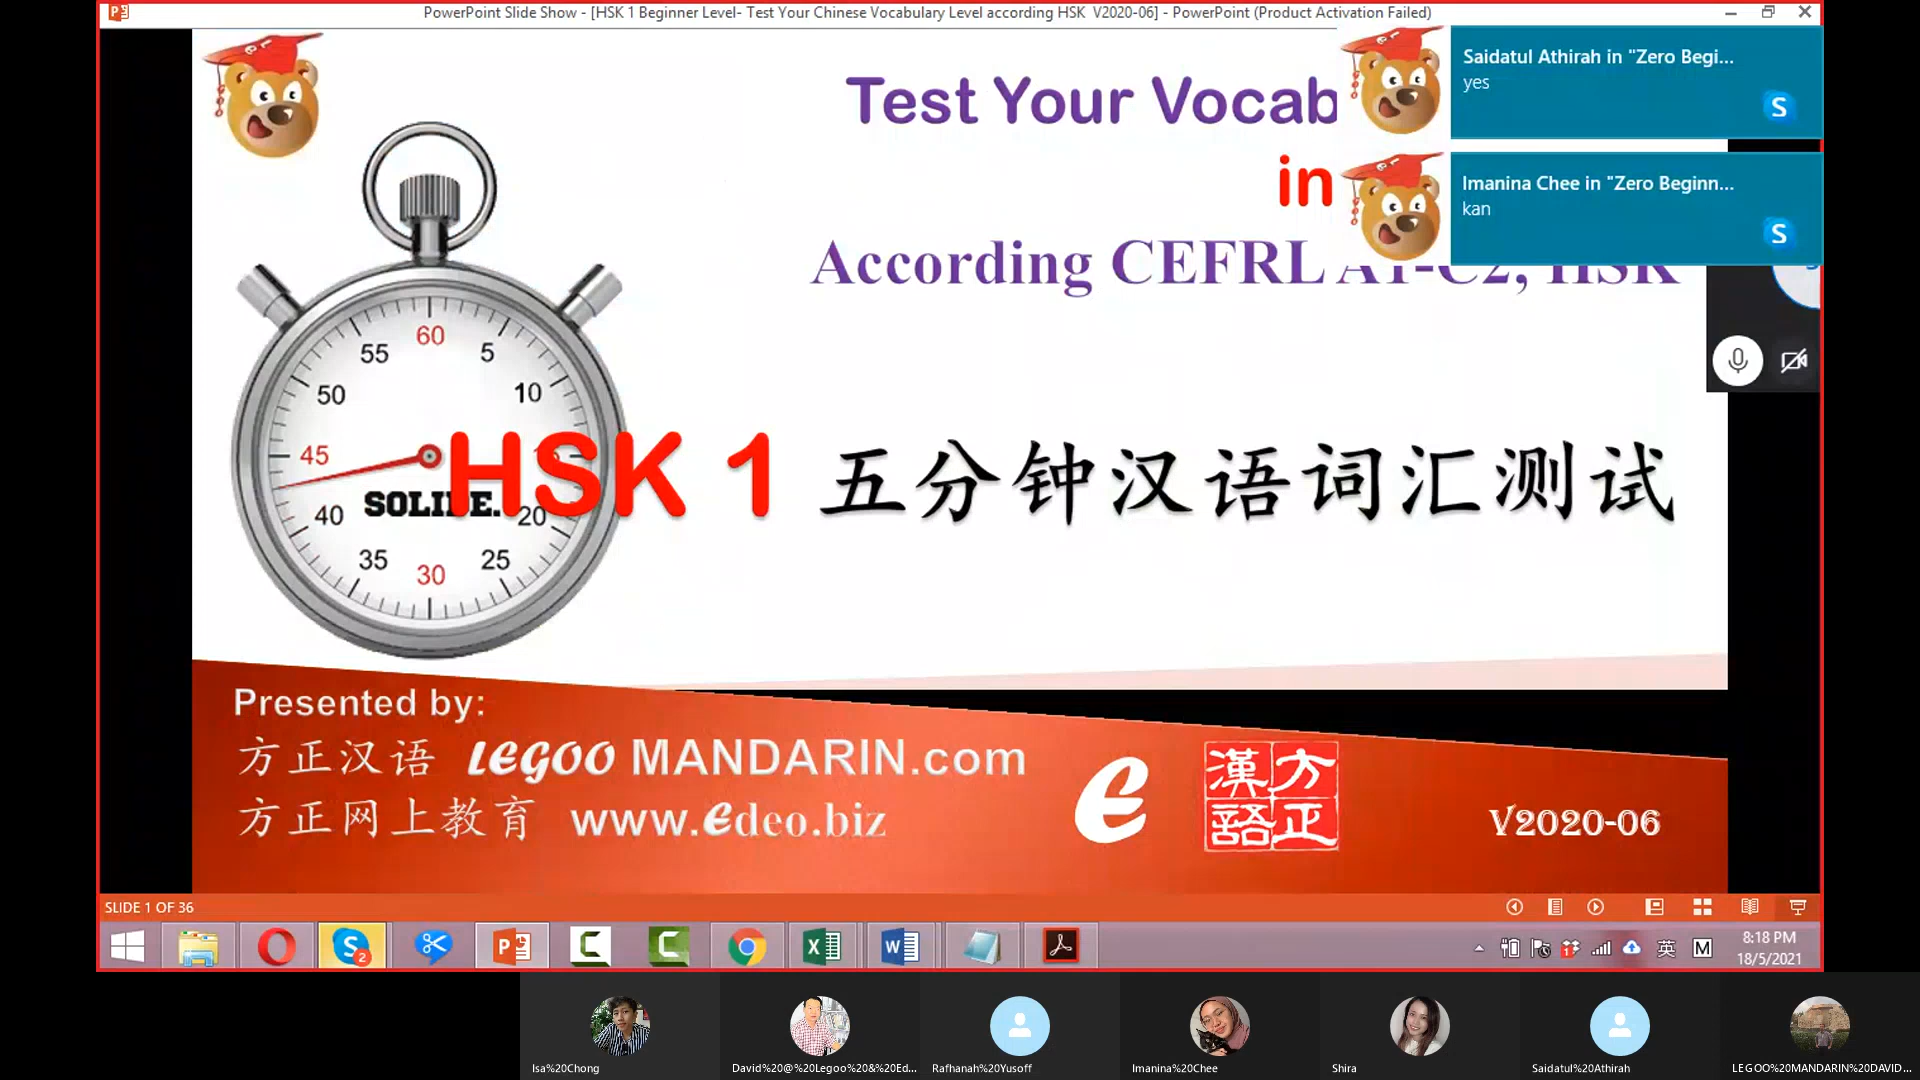 PowerPoint Slide Show - [HSK 1 Beginner Level- Test Your Chinese Vocabulary Level according HSK V2020-06] - PowerPoint (Product Activation Failed)
Test Your Vocab
in
According CEFRL A1-C2, HSK
Saidatul Athirah in "Zero Begi...
yes
S
Imanina Chee in "Zero Beginn...
kan
S
60
55
5
50
10
45
40
20
35
25
30
HSK 1 五分钟汉语词汇测试
Presented by:
方正汉语 LEGOO MANDARIN.com
方正网上教育 www.Edeo.biz
e
漢語方正
V2020-06
SLIDE 1 OF 36
2
英
M
8:18 PM
18/5/2021
Isa%20Chong
David%20@%20Legoo%20&%20Ed...
Rafhanah%20Yusoff
Imanina%20Chee
Shira
Saidatul%20Athirah
LEGOO%20MANDARIN%20DAVID...